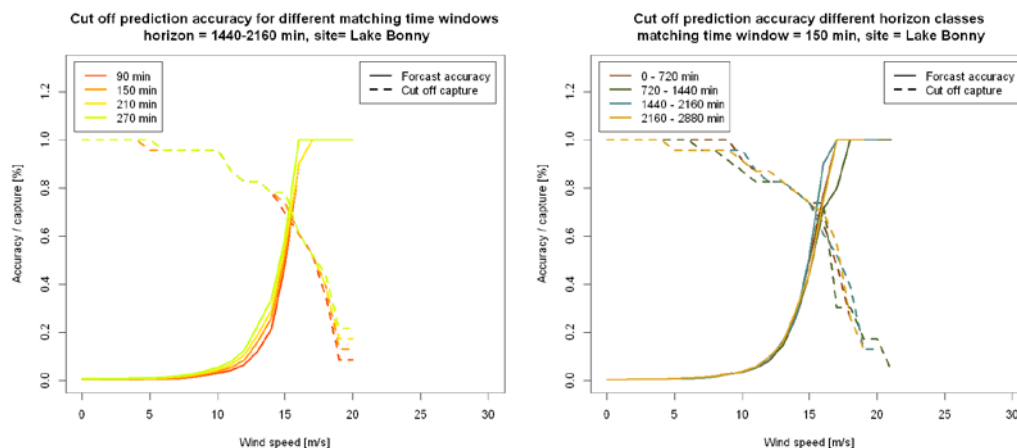 Cut off prediction accuracy for different matching time windows
horizon = 1440-2160 min, site= Lake Bonny
90 min
150 min
210 min
270 min
Forcast accuracy
Cut off capture
Accuracy / capture [%]
0.0
0.2
0.4
0.6
0.8
1.0
1.2
0
5
10
15
20
25
30
Wind speed [m/s]
Cut off prediction accuracy different horizon classes
matching time window = 150 min, site = Lake Bonny
0 - 720 min
720 - 1440 min
1440 - 2160 min
2160 - 2880 min
Forcast accuracy
Cut off capture
Accuracy / capture [%]
0.0
0.2
0.4
0.6
0.8
1.0
1.2
0
5
10
15
20
25
30
Wind speed [m/s]